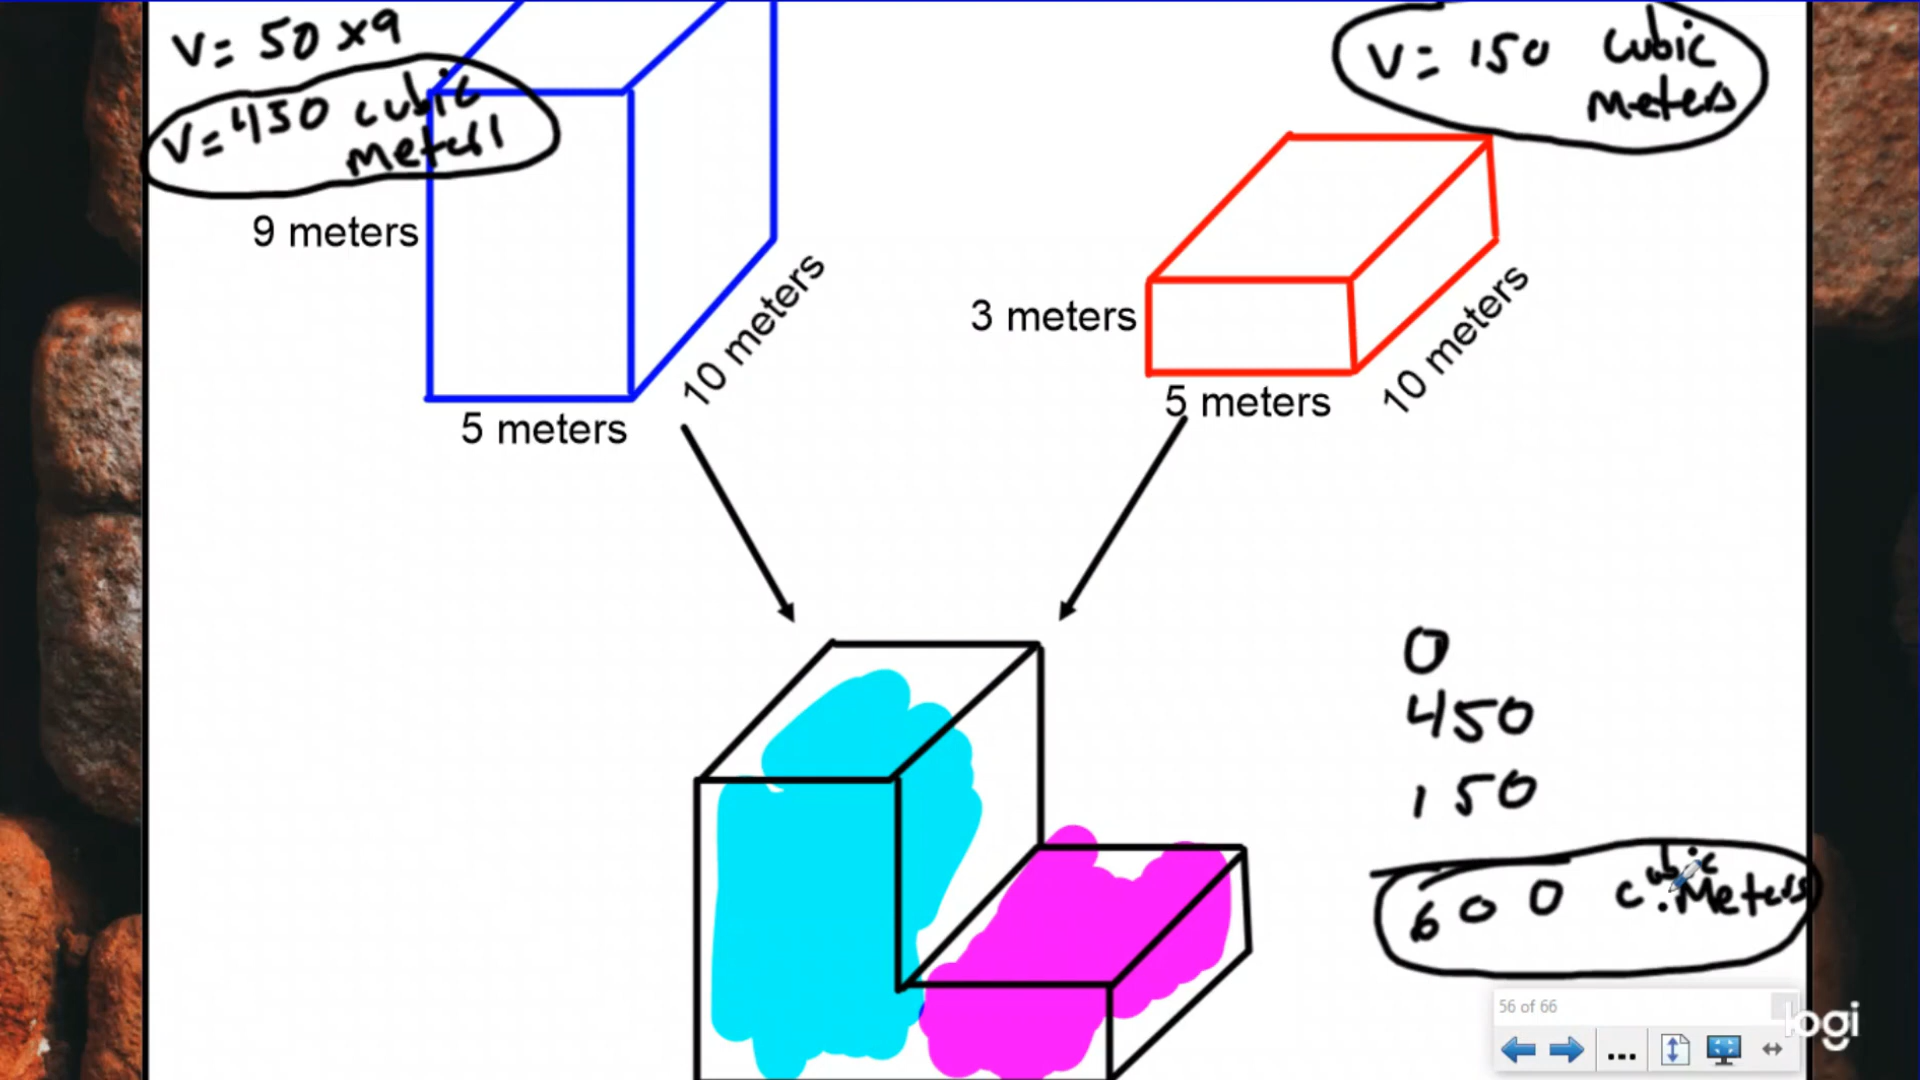 V= 50 x9
V=450 cubic
meters
V= 150 cubic
meters
9 meters
10 meters
5 meters
3 meters
10 meters
5 meters
0
450
150
600 cubic meters
56 of 66
...
logi